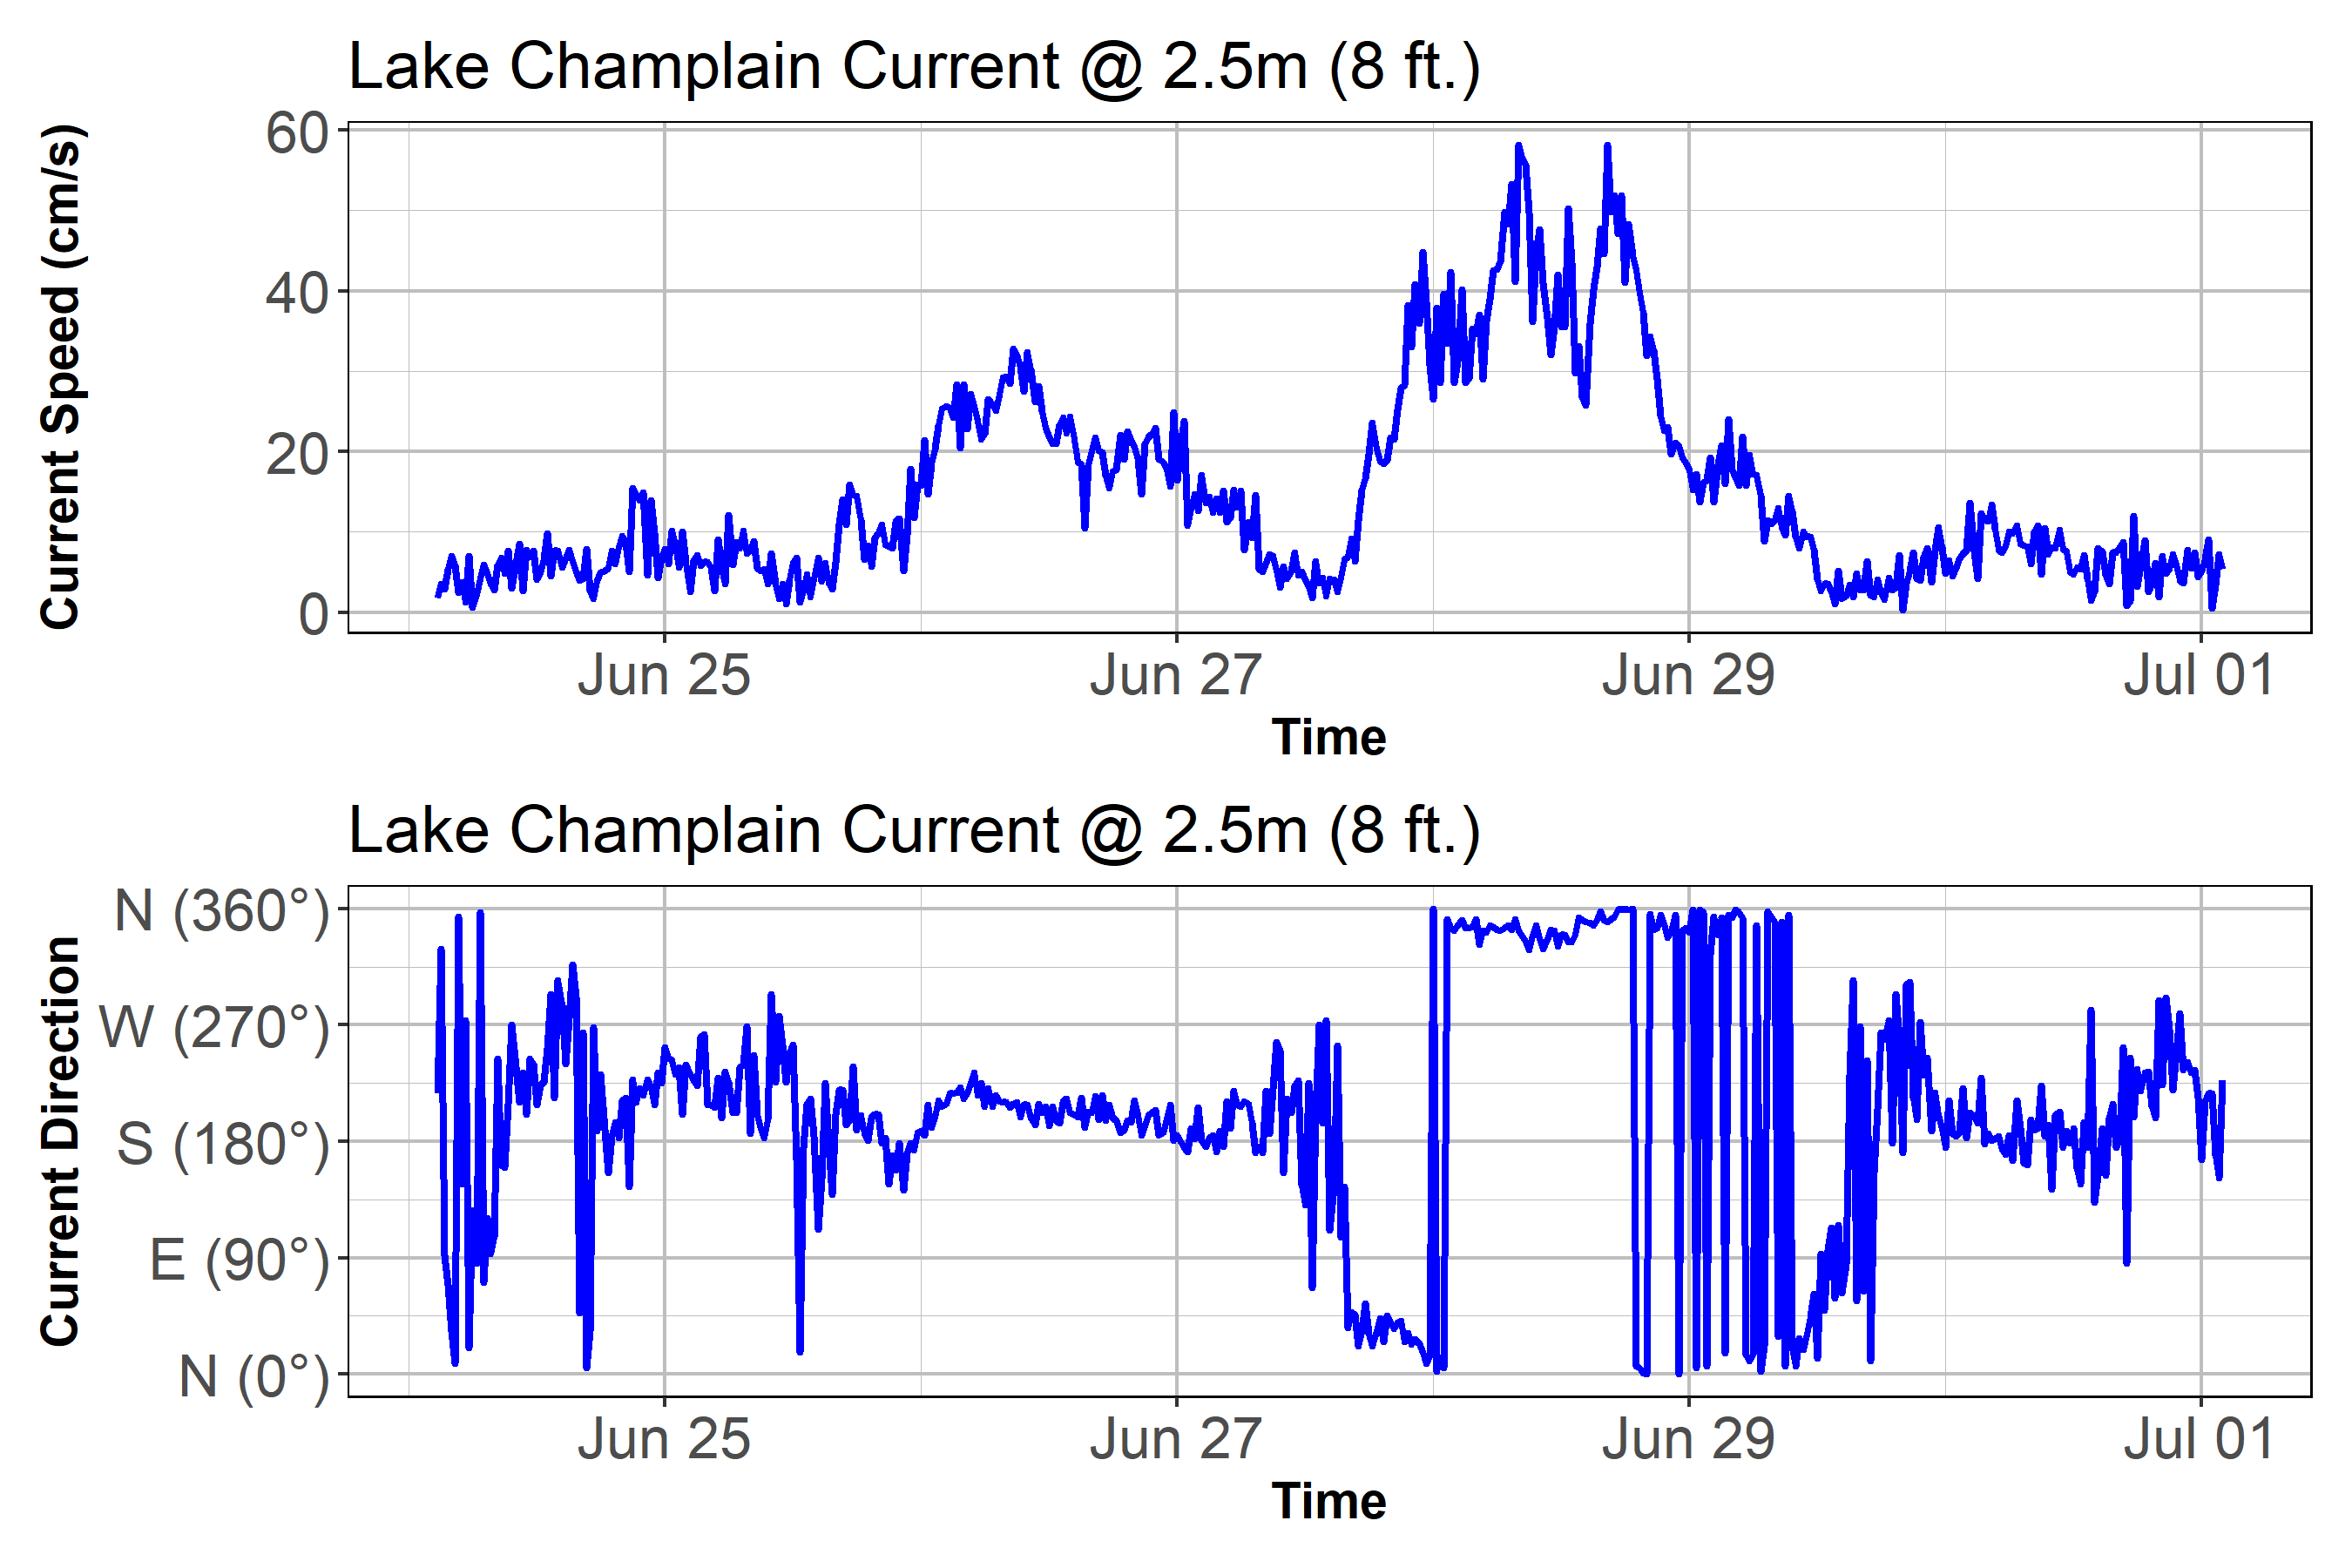 Lake Champlain Current @ 2.5m (8 ft.)
Current Speed (cm/s)
60
40
20
0
Jun 25 Jun 27 Jun 29 Jul 01
Time
Lake Champlain Current @ 2.5m (8 ft.)
Current Direction
N (360°)
W (270°)
S (180°)
E (90°)
N (0°)
Jun 25 Jun 27 Jun 29 Jul 01
Time